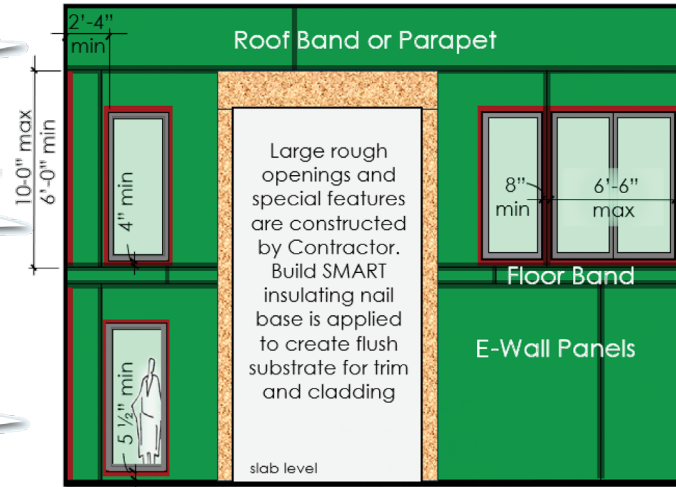 2'-4"
min
Roof Band or Parapet
10-0" max
6'-0" min
4" min
Large rough
openings and
special features
are constructed
by Contractor.
Build SMART
insulating nail
base is applied
to create flush
substrate for trim
and cladding
8"
min
6'-6"
max
Floor Band
E-Wall Panels
5 ½" min
slab level